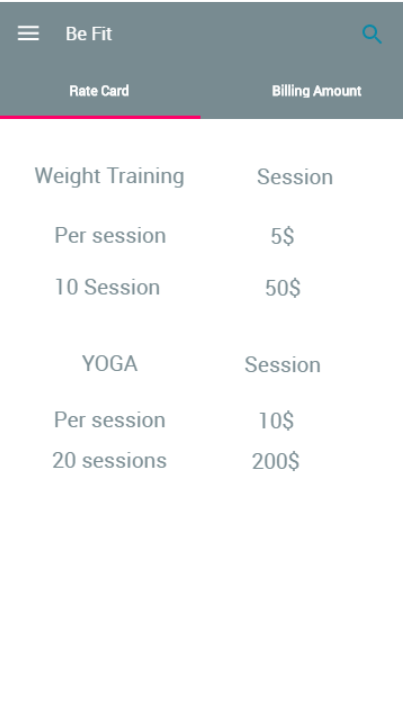 Be Fit
Rate Card Billing Amount
Weight Training Session
Per session 5$
10 Session 50$
YOGA Session
Per session 10$
20 sessions 200$